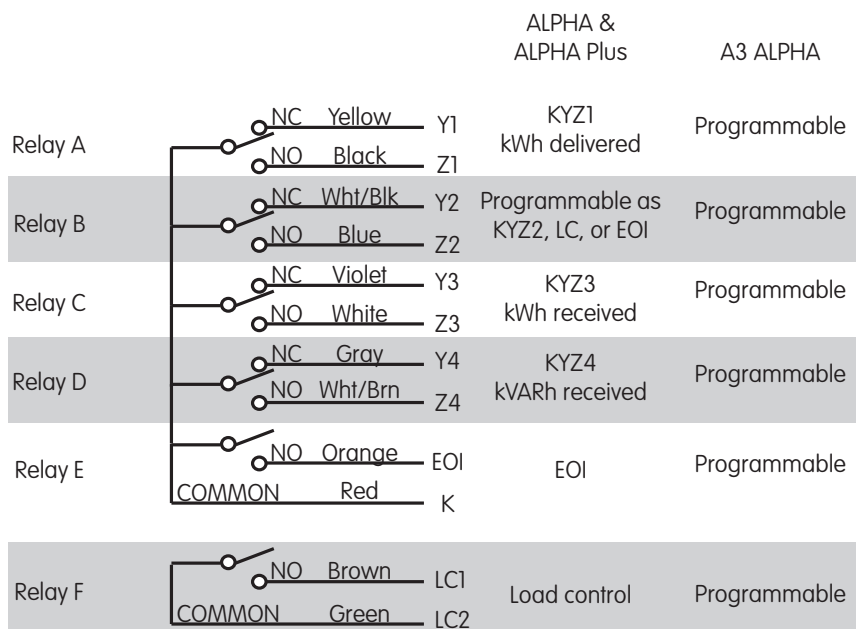 ALPHA &
ALPHA Plus
A3 ALPHA
Relay A
NC Yellow Y1
NO Black Z1
KYZ1
kWh delivered
Programmable
Relay B
NC Wht/Blk Y2
NO Blue Z2
Programmable as
KYZ2, LC, or EOI
Programmable
Relay C
NC Violet Y3
NO White Z3
KYZ3
kWh received
Programmable
Relay D
NC Gray Y4
NO Wht/Brn Z4
KYZ4
kVARh received
Programmable
Relay E
NO Orange EOI
COMMON Red K
EOI
Programmable
Relay F
NO Brown LC1
COMMON Green LC2
Load control
Programmable